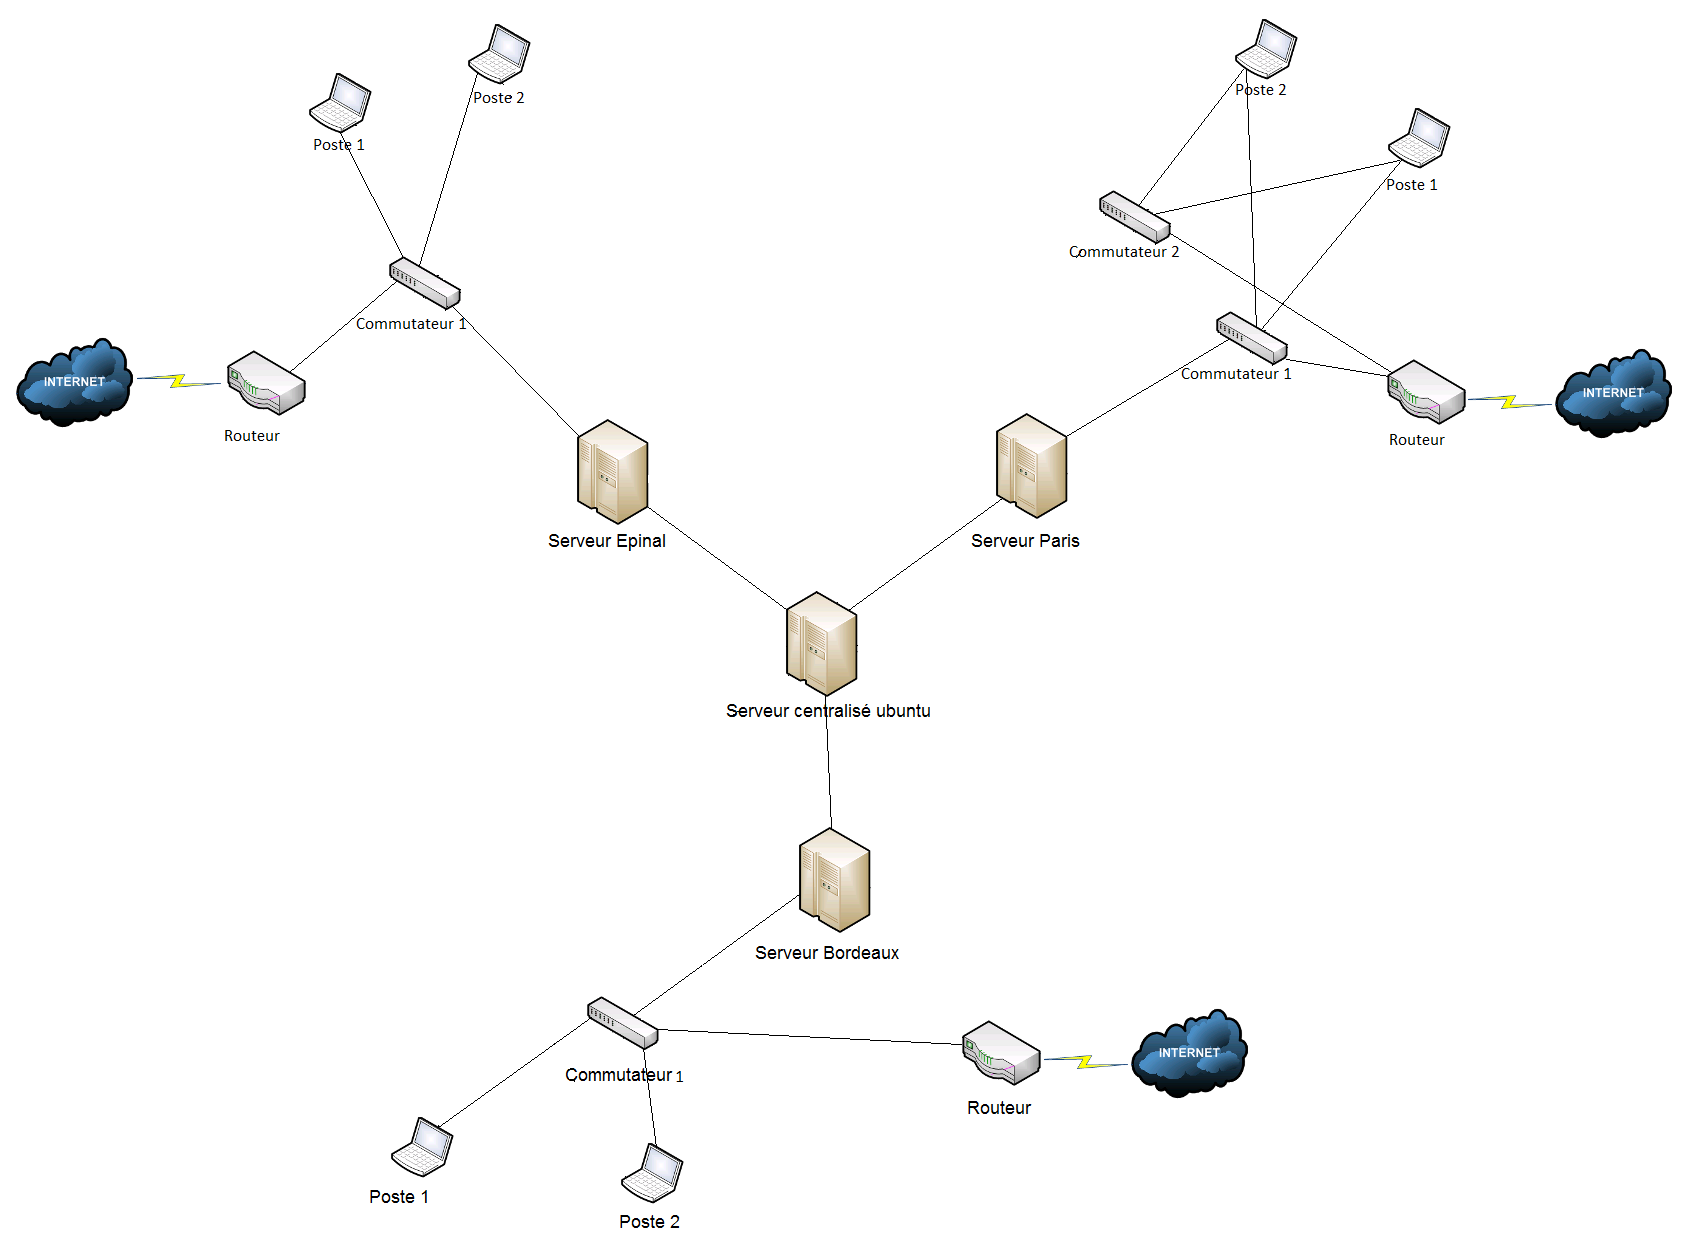 Poste 2
Poste 1
Commutateur 1
INTERNET
Routeur
Serveur Epinal
Poste 2
Poste 1
Commutateur 2
Commutateur 1
Routeur
INTERNET
Serveur Paris
Serveur centralisé ubuntu
Serveur Bordeaux
Commutateur 1
Routeur
INTERNET
Poste 1
Poste 2